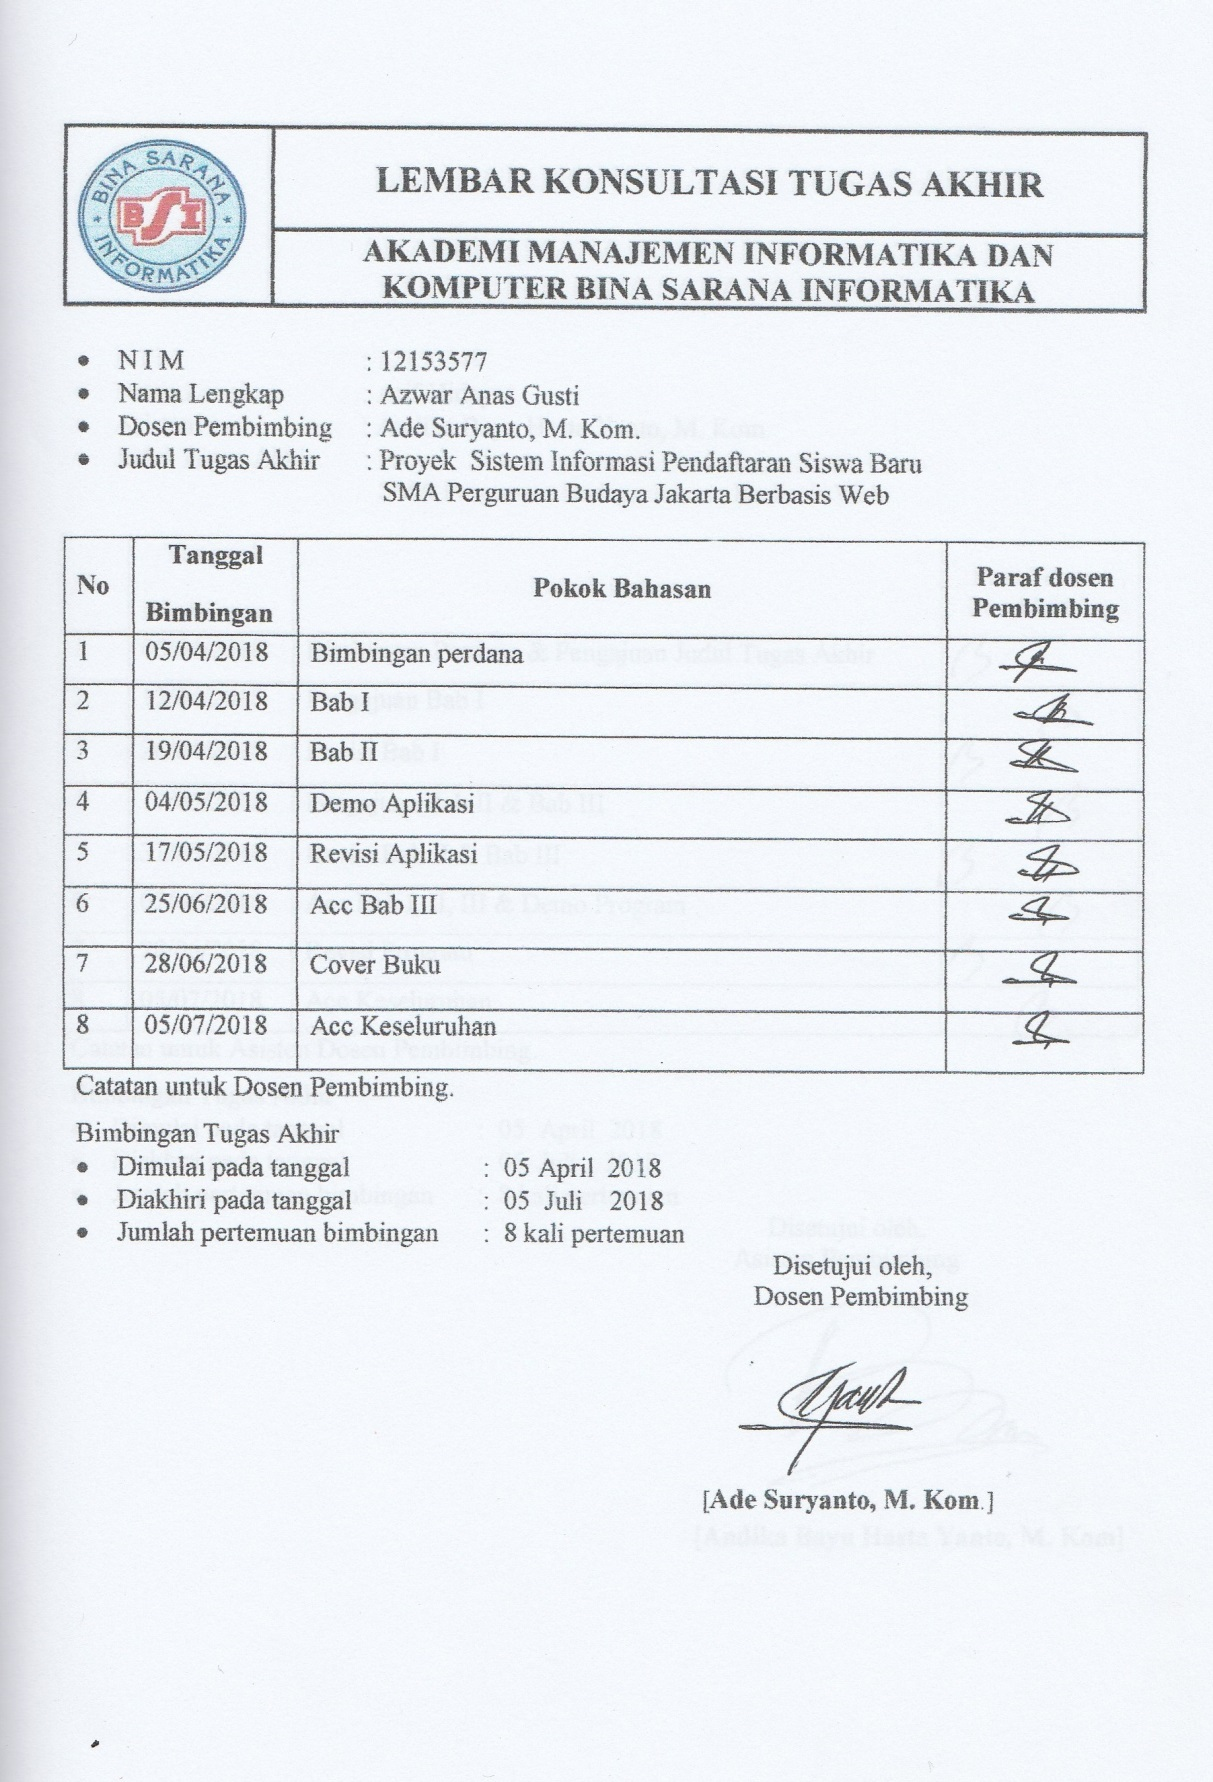 BINA SARANA
BSI
INFORMATIKA
LEMBAR KONSULTASI TUGAS AKHIR
AKADEMI MANAJEMEN INFORMATIKA DAN
KOMPUTER BINA SARANA INFORMATIKA
• N I M : 12153577
• Nama Lengkap : Azwar Anas Gusti
• Dosen Pembimbing : Ade Suryanto, M. Kom.
• Judul Tugas Akhir : Proyek Sistem Informasi Pendaftaran Siswa Baru
SMA Perguruan Budaya Jakarta Berbasis Web
No Tanggal Bimbingan Pokok Bahasan Paraf dosen Pembimbing
1 05/04/2018 Bimbingan perdana
2 12/04/2018 Bab I
3 19/04/2018 Bab II
4 04/05/2018 Demo Aplikasi
5 17/05/2018 Revisi Aplikasi
6 25/06/2018 Acc Bab III
7 28/06/2018 Cover Buku
8 05/07/2018 Acc Keseluruhan
Catatan untuk Dosen Pembimbing.
Bimbingan Tugas Akhir
• Dimulai pada tanggal : 05 April 2018
• Diakhiri pada tanggal : 05 Juli 2018
• Jumlah pertemuan bimbingan : 8 kali pertemuan
Disetujui oleh,
Dosen Pembimbing
[Ade Suryanto, M. Kom.]